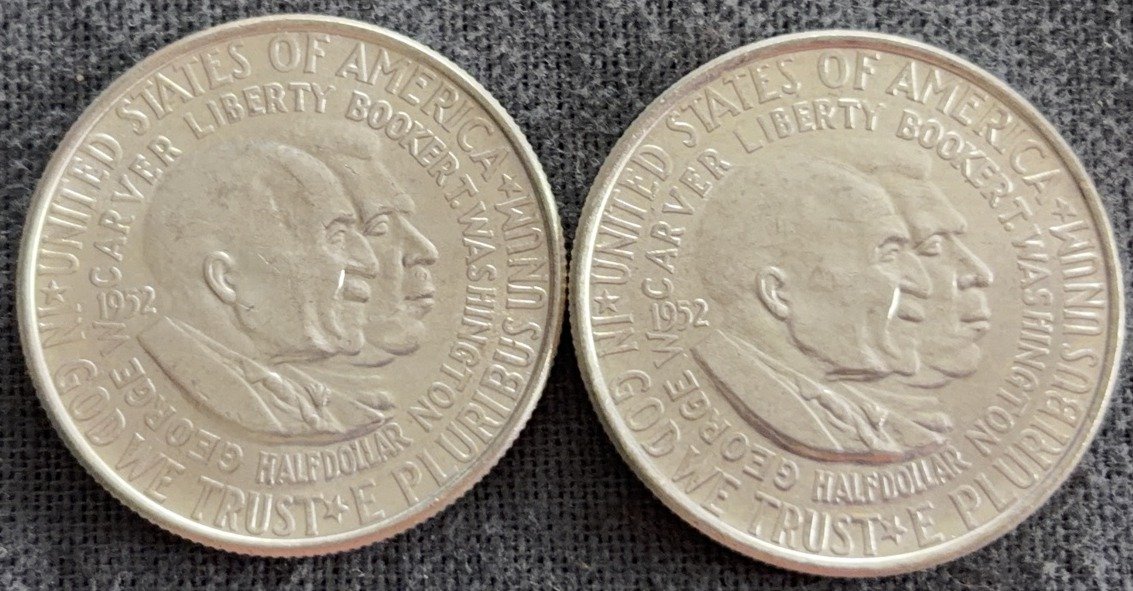 UNITED STATES OF AMERICA ★ E PLURIBUS UNUM ★ IN GOD WE TRUST ★
GEORGE W CARVER LIBERTY BOOKER T. WASHINGTON
1952
HALF DOLLAR
UNITED STATES OF AMERICA ★ E PLURIBUS UNUM ★ IN GOD WE TRUST ★
GEORGE W CARVER LIBERTY BOOKER T. WASHINGTON
1952
HALF DOLLAR